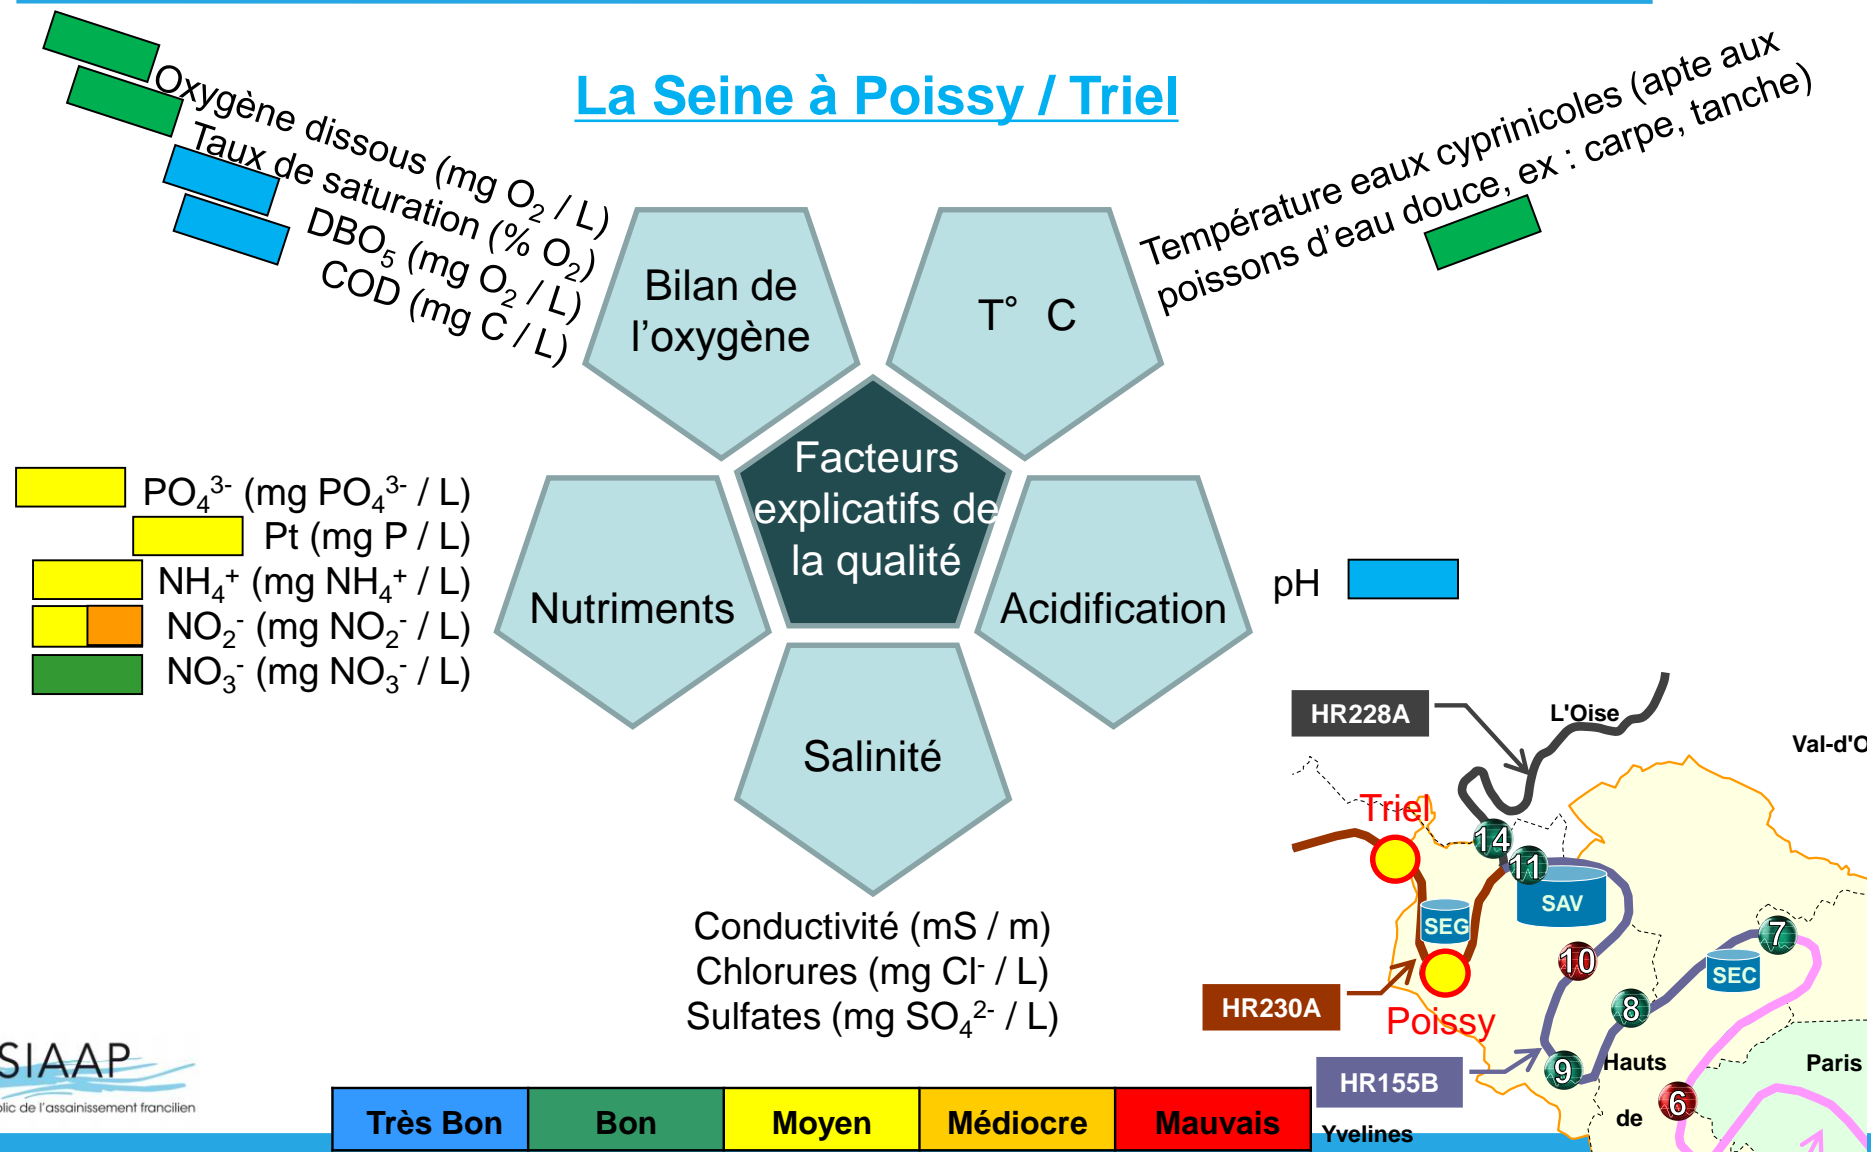 La Seine à Poissy / Triel
Oxygène dissous (mg O₂ / L)
Taux de saturation (% O₂)
DBO₅ (mg O₂ / L)
COD (mg C / L)
Température eaux cyprinicoles (apte aux
poissons d’eau douce, ex : carpe, tanche)
Bilan de
l’oxygène
T° C
Facteurs
explicatifs de
la qualité
PO₄³⁻ (mg PO₄³⁻ / L)
Pt (mg P / L)
NH₄⁺ (mg NH₄⁺ / L)
NO₂⁻ (mg NO₂⁻ / L)
NO₃⁻ (mg NO₃⁻ / L)
Nutriments
Acidification
pH
Salinité
Conductivité (mS / m)
Chlorures (mg Cl⁻ / L)
Sulfates (mg SO₄²⁻ / L)
HR228A
L'Oise
Val-d'O
Triel
14
11
SAV
SEG
7
10
SEC
HR230A
8
Poissy
HR155B
9
Hauts
Paris
de
6
Yvelines
SIAAP
lic de l'assainissement francilien
Très Bon
Bon
Moyen
Médiocre
Mauvais